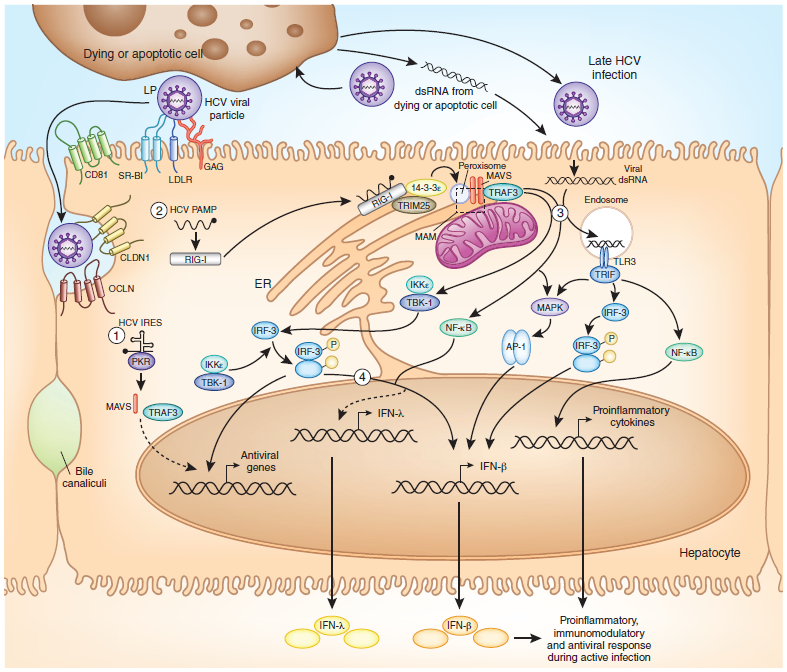 Dying or apoptotic cell
Late HCV
infection
LP
HCV viral
particle
dsRNA from
dying or apoptotic cell
CD81
SR-BI
LDLR
GAG
Peroxisome
MAVS
Viral
dsRNA
14-3-3ε
RIG-I
TRIM25
TRAF3
Endosome
2
HCV PAMP
3
MAM
CLDN1
RIG-I
TLR3
TRIF
OCLN
ER
IKKε
TBK-1
MAPK
IRF-3
HCV IRES
1
PKR
IRF-3
NF-κB
AP-1
IRF-3
P
NF-κB
IRF-3
P
IKKε
TBK-1
4
MAVS
TRAF3
IFN-λ
Proinflammatory
cytokines
Antiviral
genes
IFN-β
Bile
canaliculi
Hepatocyte
IFN-λ
IFN-β
Proinflammatory,
immunomodulatory
and antiviral response
during active infection